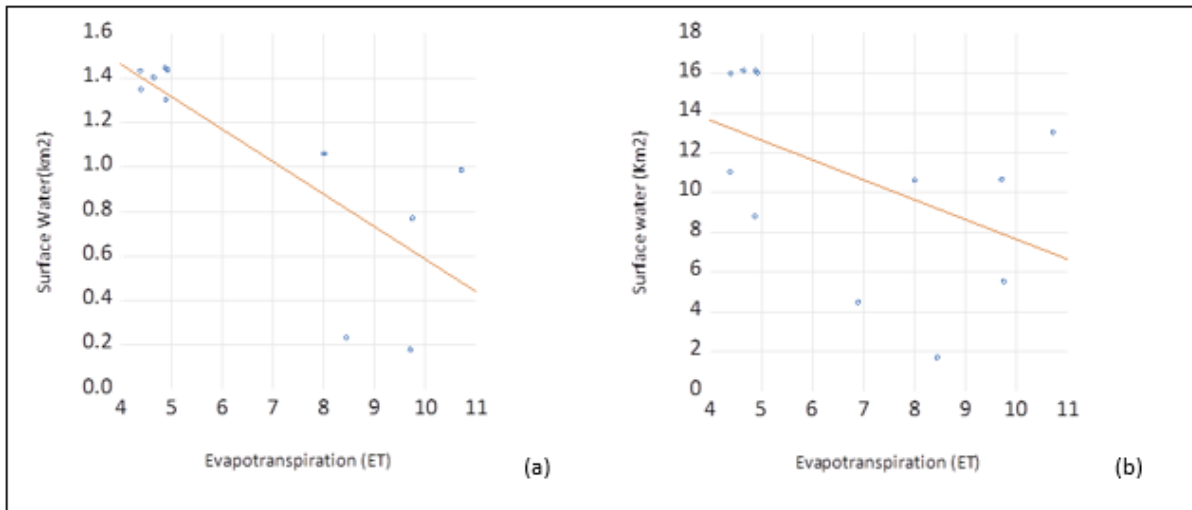 1.6
1.4
1.2
1.0
0.8
0.6
0.4
0.2
0.0
Surface Water(km2}
4 5 6 7 8 9 10 11
Evapotranspiration (ET)
(a)
18
16
14
12
10
8
6
4
2
0
Surface water (Km2}
4 5 6 7 8 9 10 11
Evapotranspiration (ET)
(b)